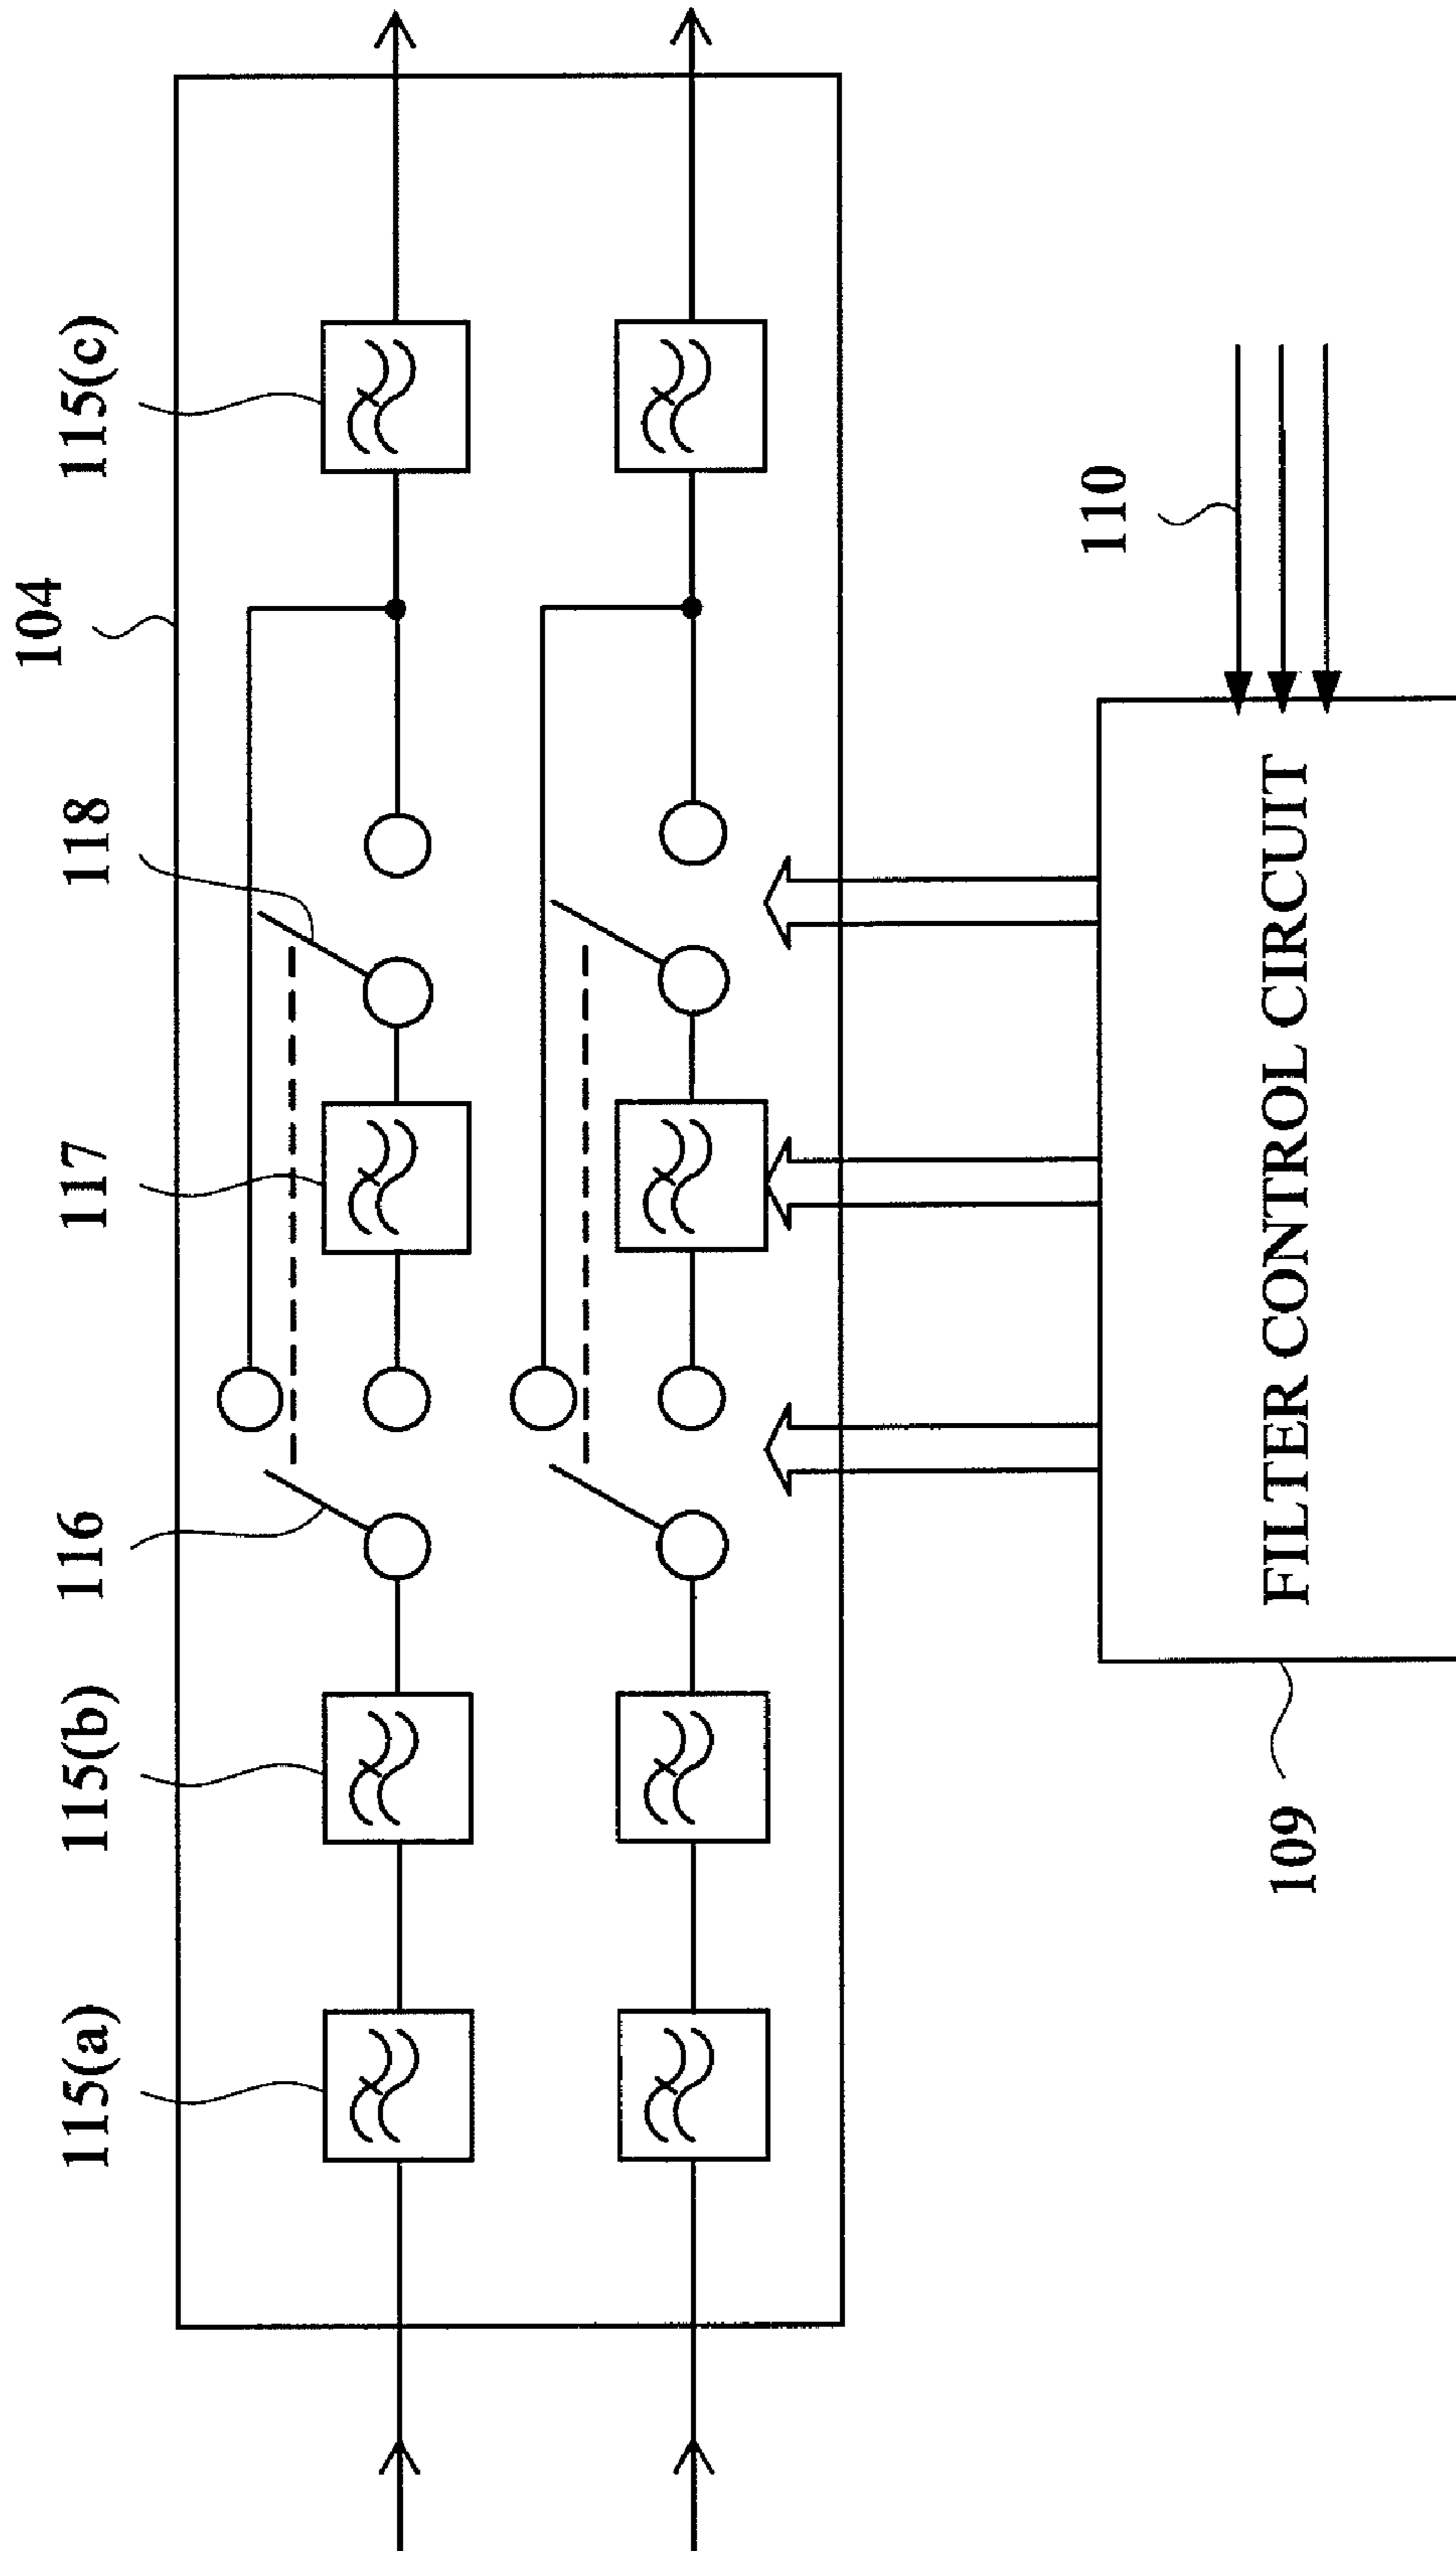 104
115(a)
115(b)
116
117
118
115(c)
110
FILTER CONTROL CIRCUIT
109